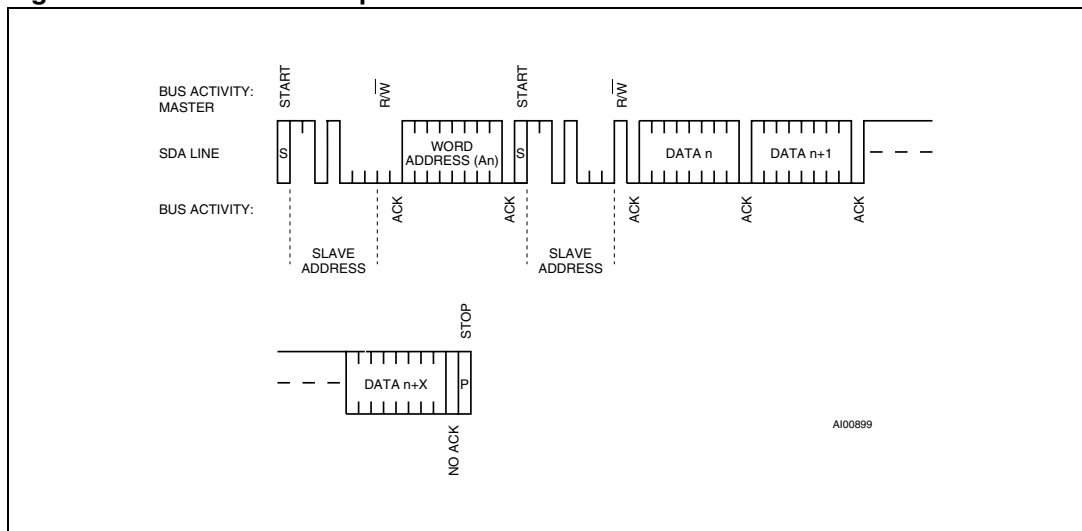 BUS ACTIVITY:
MASTER
START
R/W
START
R/W
SDA LINE
S
WORD
ADDRESS (An)
S
DATA n
DATA n+1
BUS ACTIVITY:
ACK
ACK
ACK
ACK
ACK
SLAVE
ADDRESS
SLAVE
ADDRESS
STOP
DATA n+X
P
NO ACK
AI00899